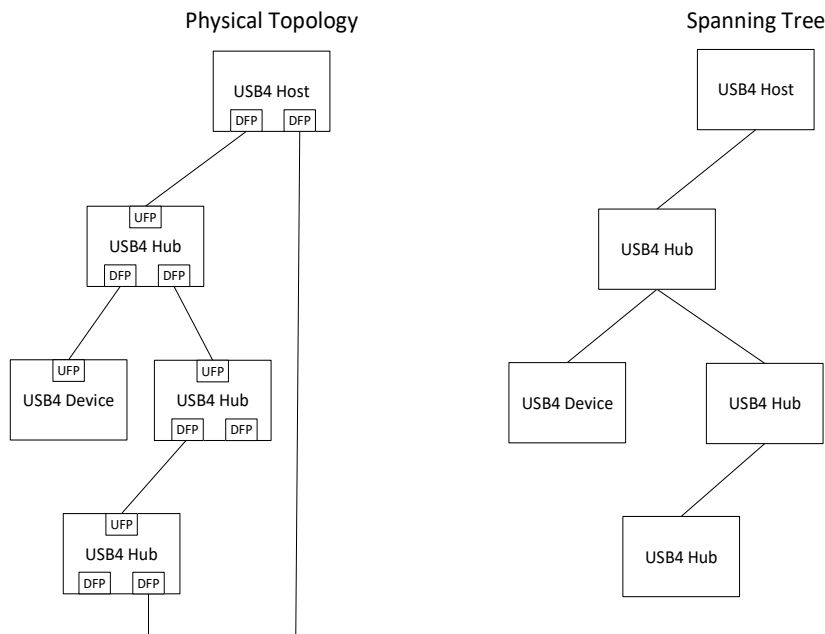 Physical Topology
USB4 Host
DFP DFP
UFP
USB4 Hub
DFP DFP
UFP
USB4 Device
UFP
USB4 Hub
DFP DFP
UFP
USB4 Hub
DFP DFP
Spanning Tree
USB4 Host
USB4 Hub
USB4 Device
USB4 Hub
USB4 Hub